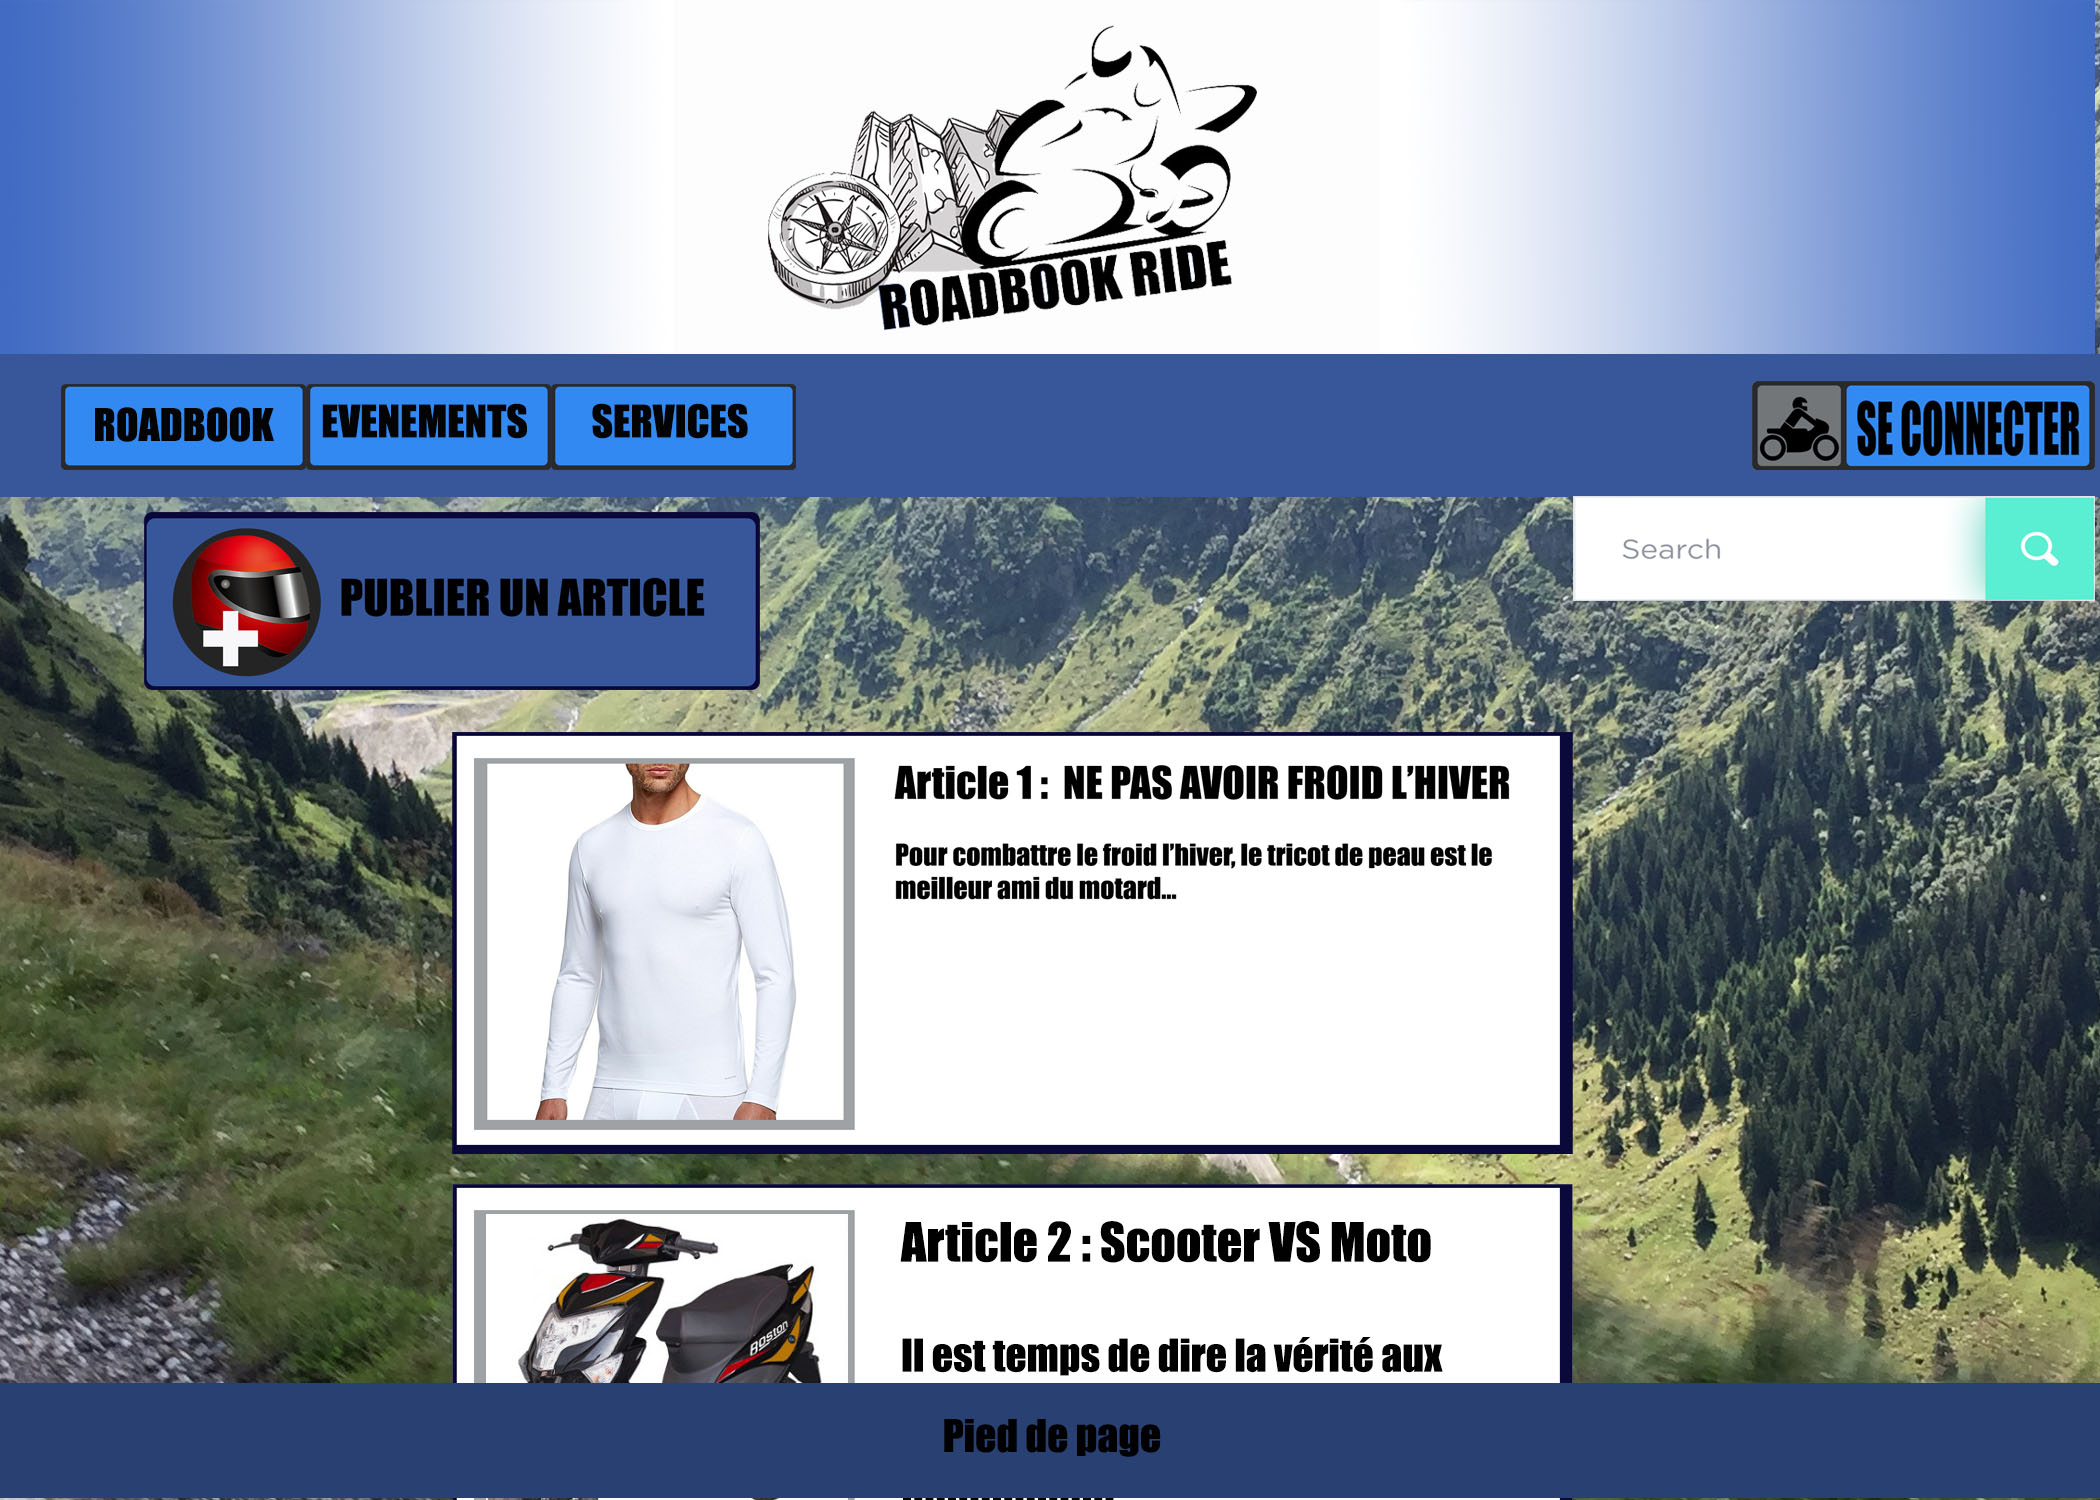 ROADBOOK RIDE
ROADBOOK
EVENEMENTS
SERVICES
SE CONNECTER
Search
PUBLIER UN ARTICLE
Article 1 : NE PAS AVOIR FROID L’HIVER
Pour combattre le froid l’hiver, le tricot de peau est le
meilleur ami du motard...
Article 2 : Scooter VS Moto
Boston
Il est temps de dire la vérité aux
Pied de page